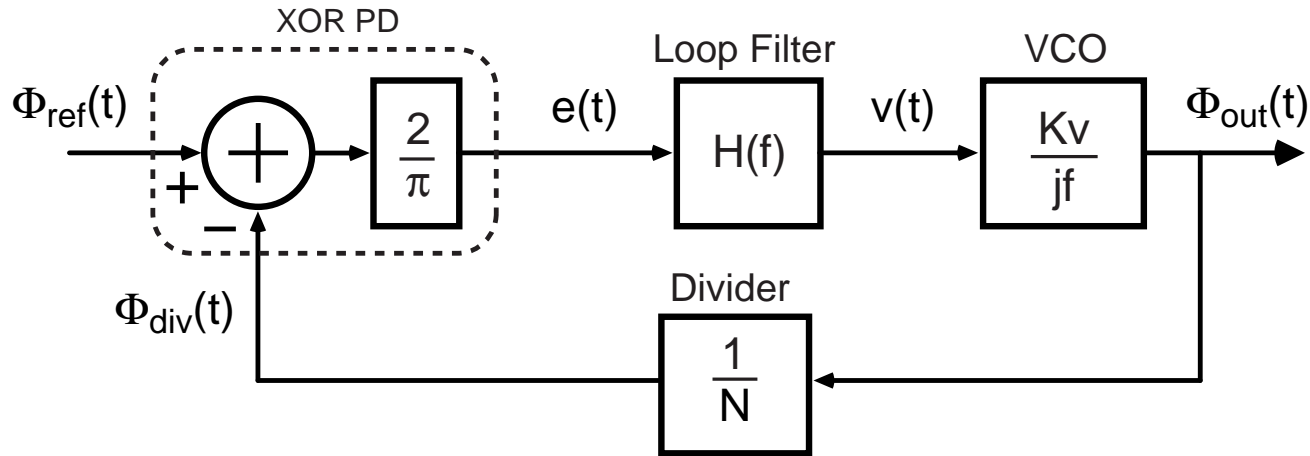 XOR PD
Loop Filter
VCO
Φref(t)
+
2
π
e(t)
H(f)
v(t)
Kv
jf
Φout(t)
+
−
Φdiv(t)
Divider
1
N